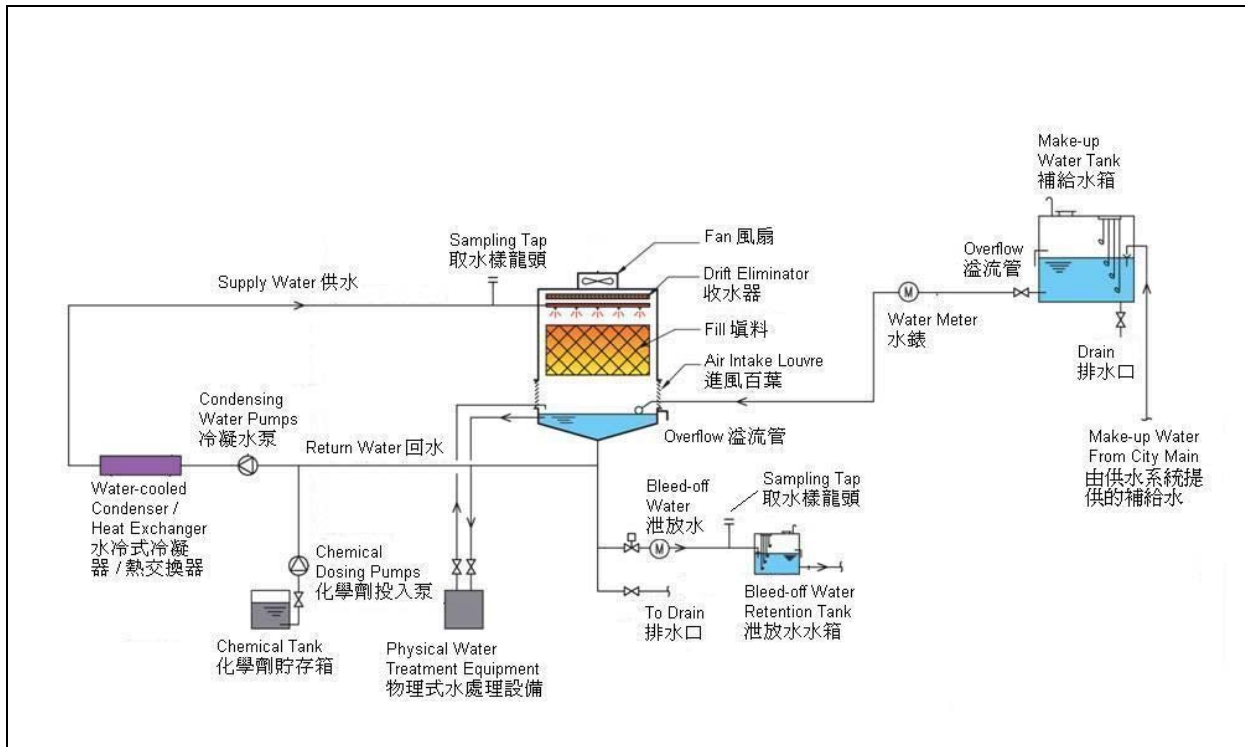 Make-up
Water Tank
補給水箱
Sampling Tap
取水樣龍頭
Fan 風扇
Overflow
溢流管
Supply Water 供水
Drift Eliminator
收水器
M
Fill 填料
Water Meter
水錶
Air Intake Louvre
進風百葉
Drain
排水口
Condensing
Water Pumps
冷凝水泵
Return Water 回水
Overflow 溢流管
Make-up Water
From City Main
由供水系統提
供的補給水
Water-cooled
Condenser /
Heat Exchanger
水冷式冷凝
器 / 熱交換器
Bleed-off
Water
泄放水
Sampling Tap
取水樣龍頭
M
Chemical
Dosing Pumps
化學劑投入泵
To Drain
排水口
Bleed-off Water
Retention Tank
泄放水水箱
Chemical Tank
化學劑貯存箱
Physical Water
Treatment Equipment
物理式水處理設備